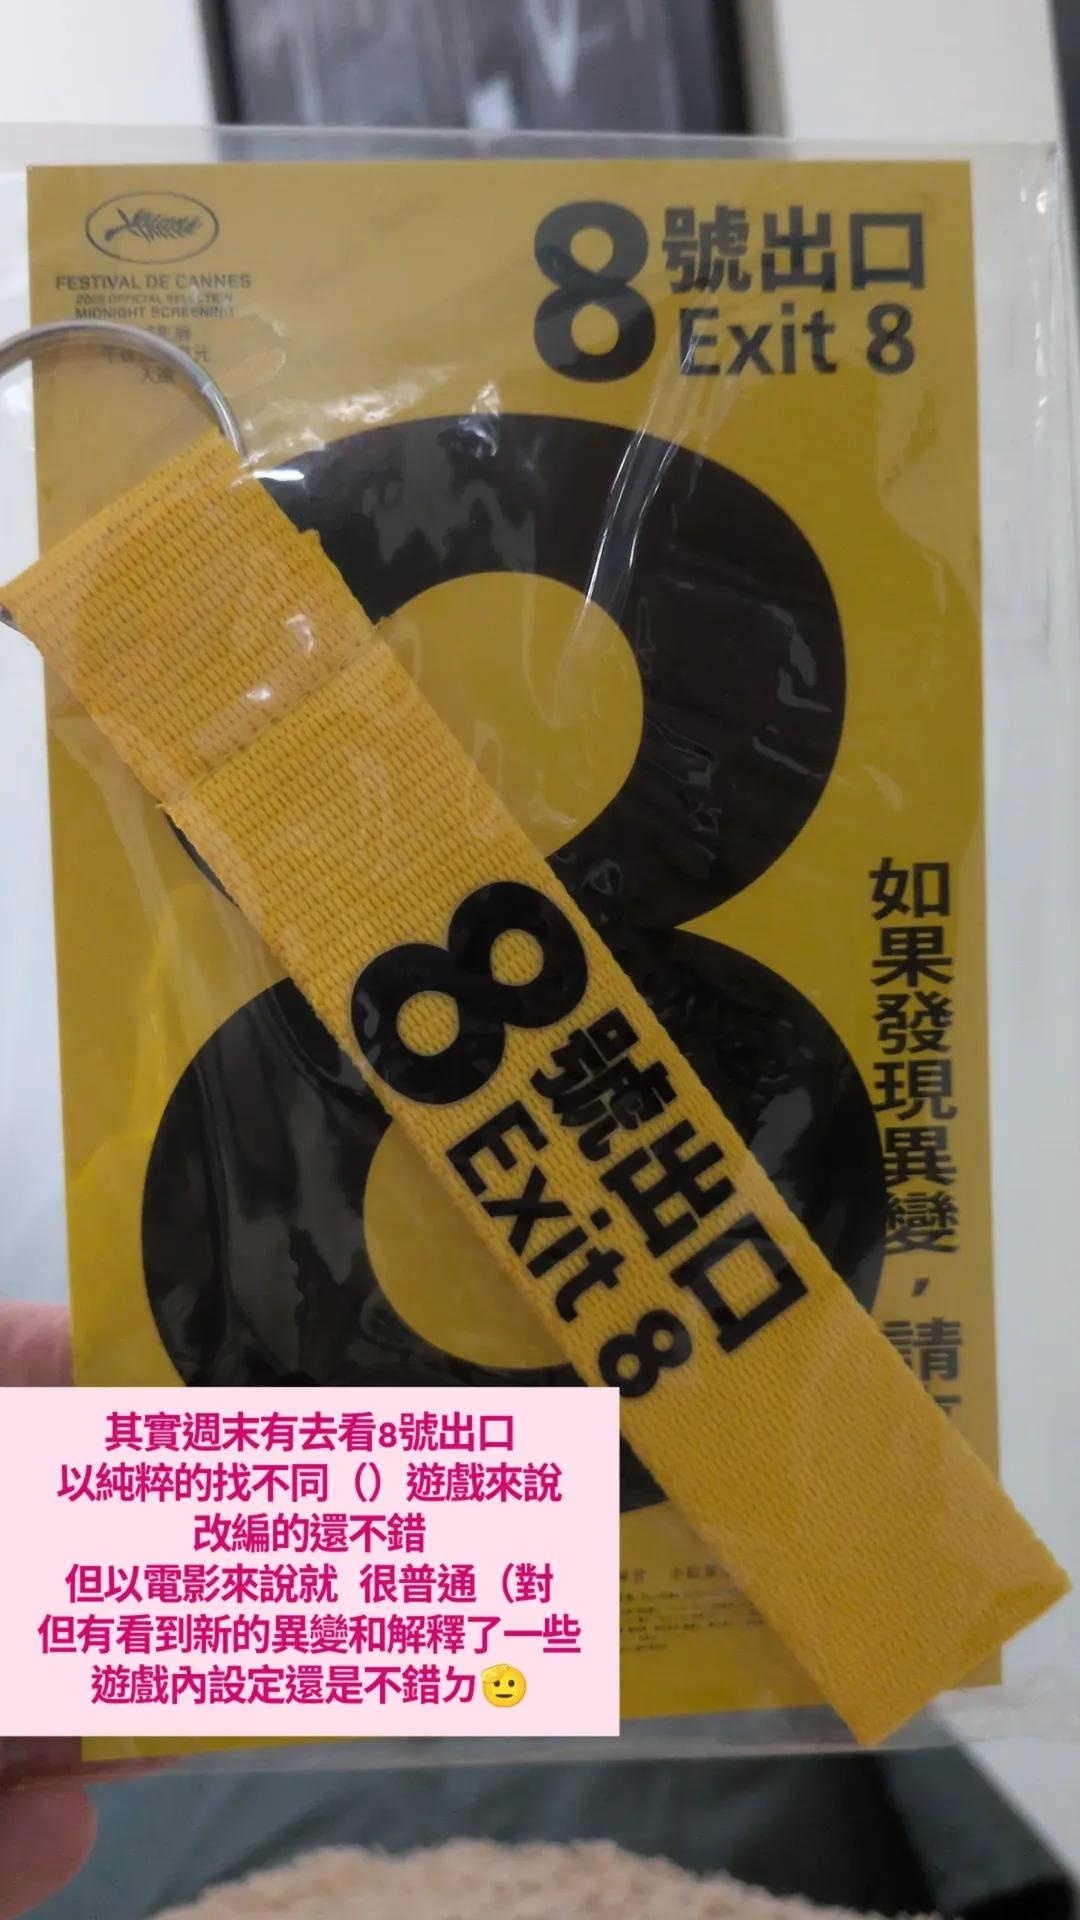 FESTIVAL DE CANNES
2025 OFFICIAL SELECTION
MIDNIGHT SCREENING
8號出口
Exit 8
如果發現異變，請
8號出口
Exit 8
其實週末有去看8號出口
以純粹的找不同（）遊戲來說
改編的還不錯
但以電影來說就 很普通（對
但有看到新的異變和解釋了一些
遊戲內設定還是不錯ㄉ🫡